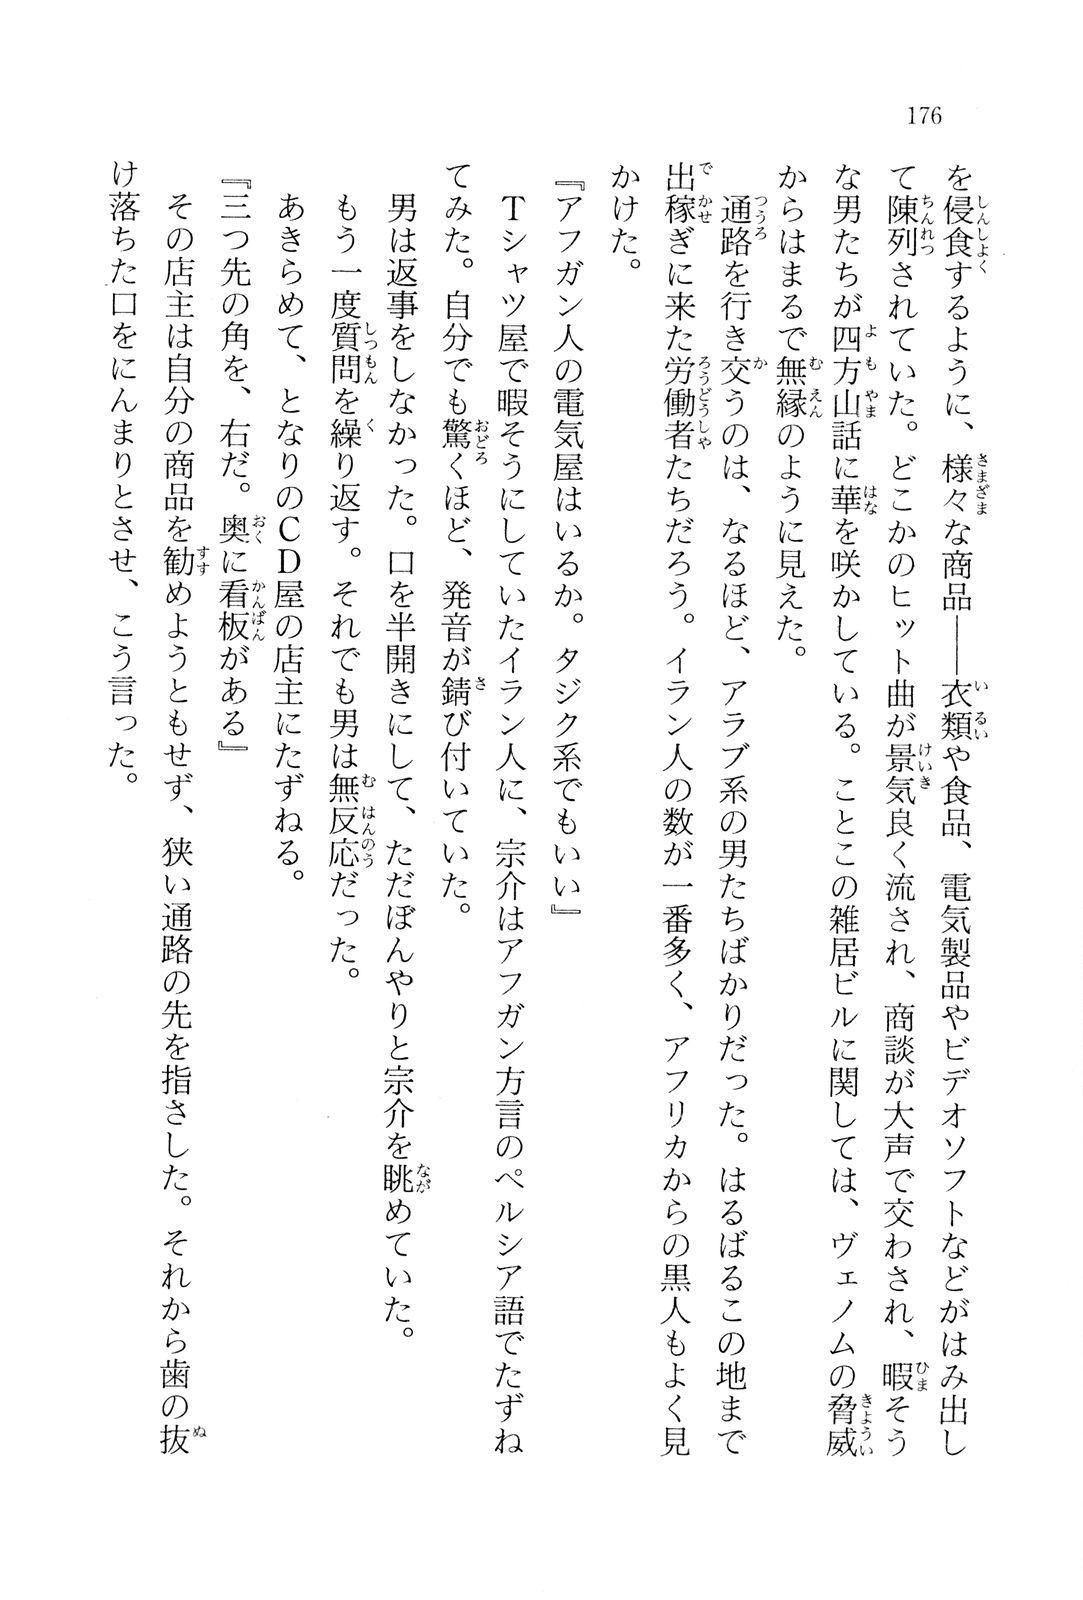 176
を侵食するように、様々な商品――衣類や食品、電気製品やビデオソフトなどがはみ出し
て陳列されていた。どこかのヒット曲が景気良く流され、商談が大声で交わされ、暇そう
な男たちが四方山話に華を咲かしている。ことこの雑居ビルに関しては、ヴェノムの脅威
からはまるで無縁のように見えた。
　通路を行き交うのは、なるほど、アラブ系の男たちばかりだった。はるばるこの地まで
出稼ぎに来た労働者たちだろう。イラン人の数が一番多く、アフリカからの黒人もよく見
かけた。
『アフガン人の電気屋はいるか。タジク系でもいい』
　Ｔシャツ屋で暇そうにしていたイラン人に、宗介はアフガン方言のペルシア語でたずね
てみた。自分でも驚くほど、発音が錆び付いていた。
　男は返事をしなかった。口を半開きにして、ただぼんやりと宗介を眺めていた。
　もう一度質問を繰り返す。それでも男は無反応だった。
　あきらめて、となりのＣＤ屋の店主にたずねる。
『三つ先の角を、右だ。奥に看板がある』
　その店主は自分の商品を勧めようともせず、狭い通路の先を指さした。それから歯の抜
け落ちた口をにんまりとさせ、こう言った。